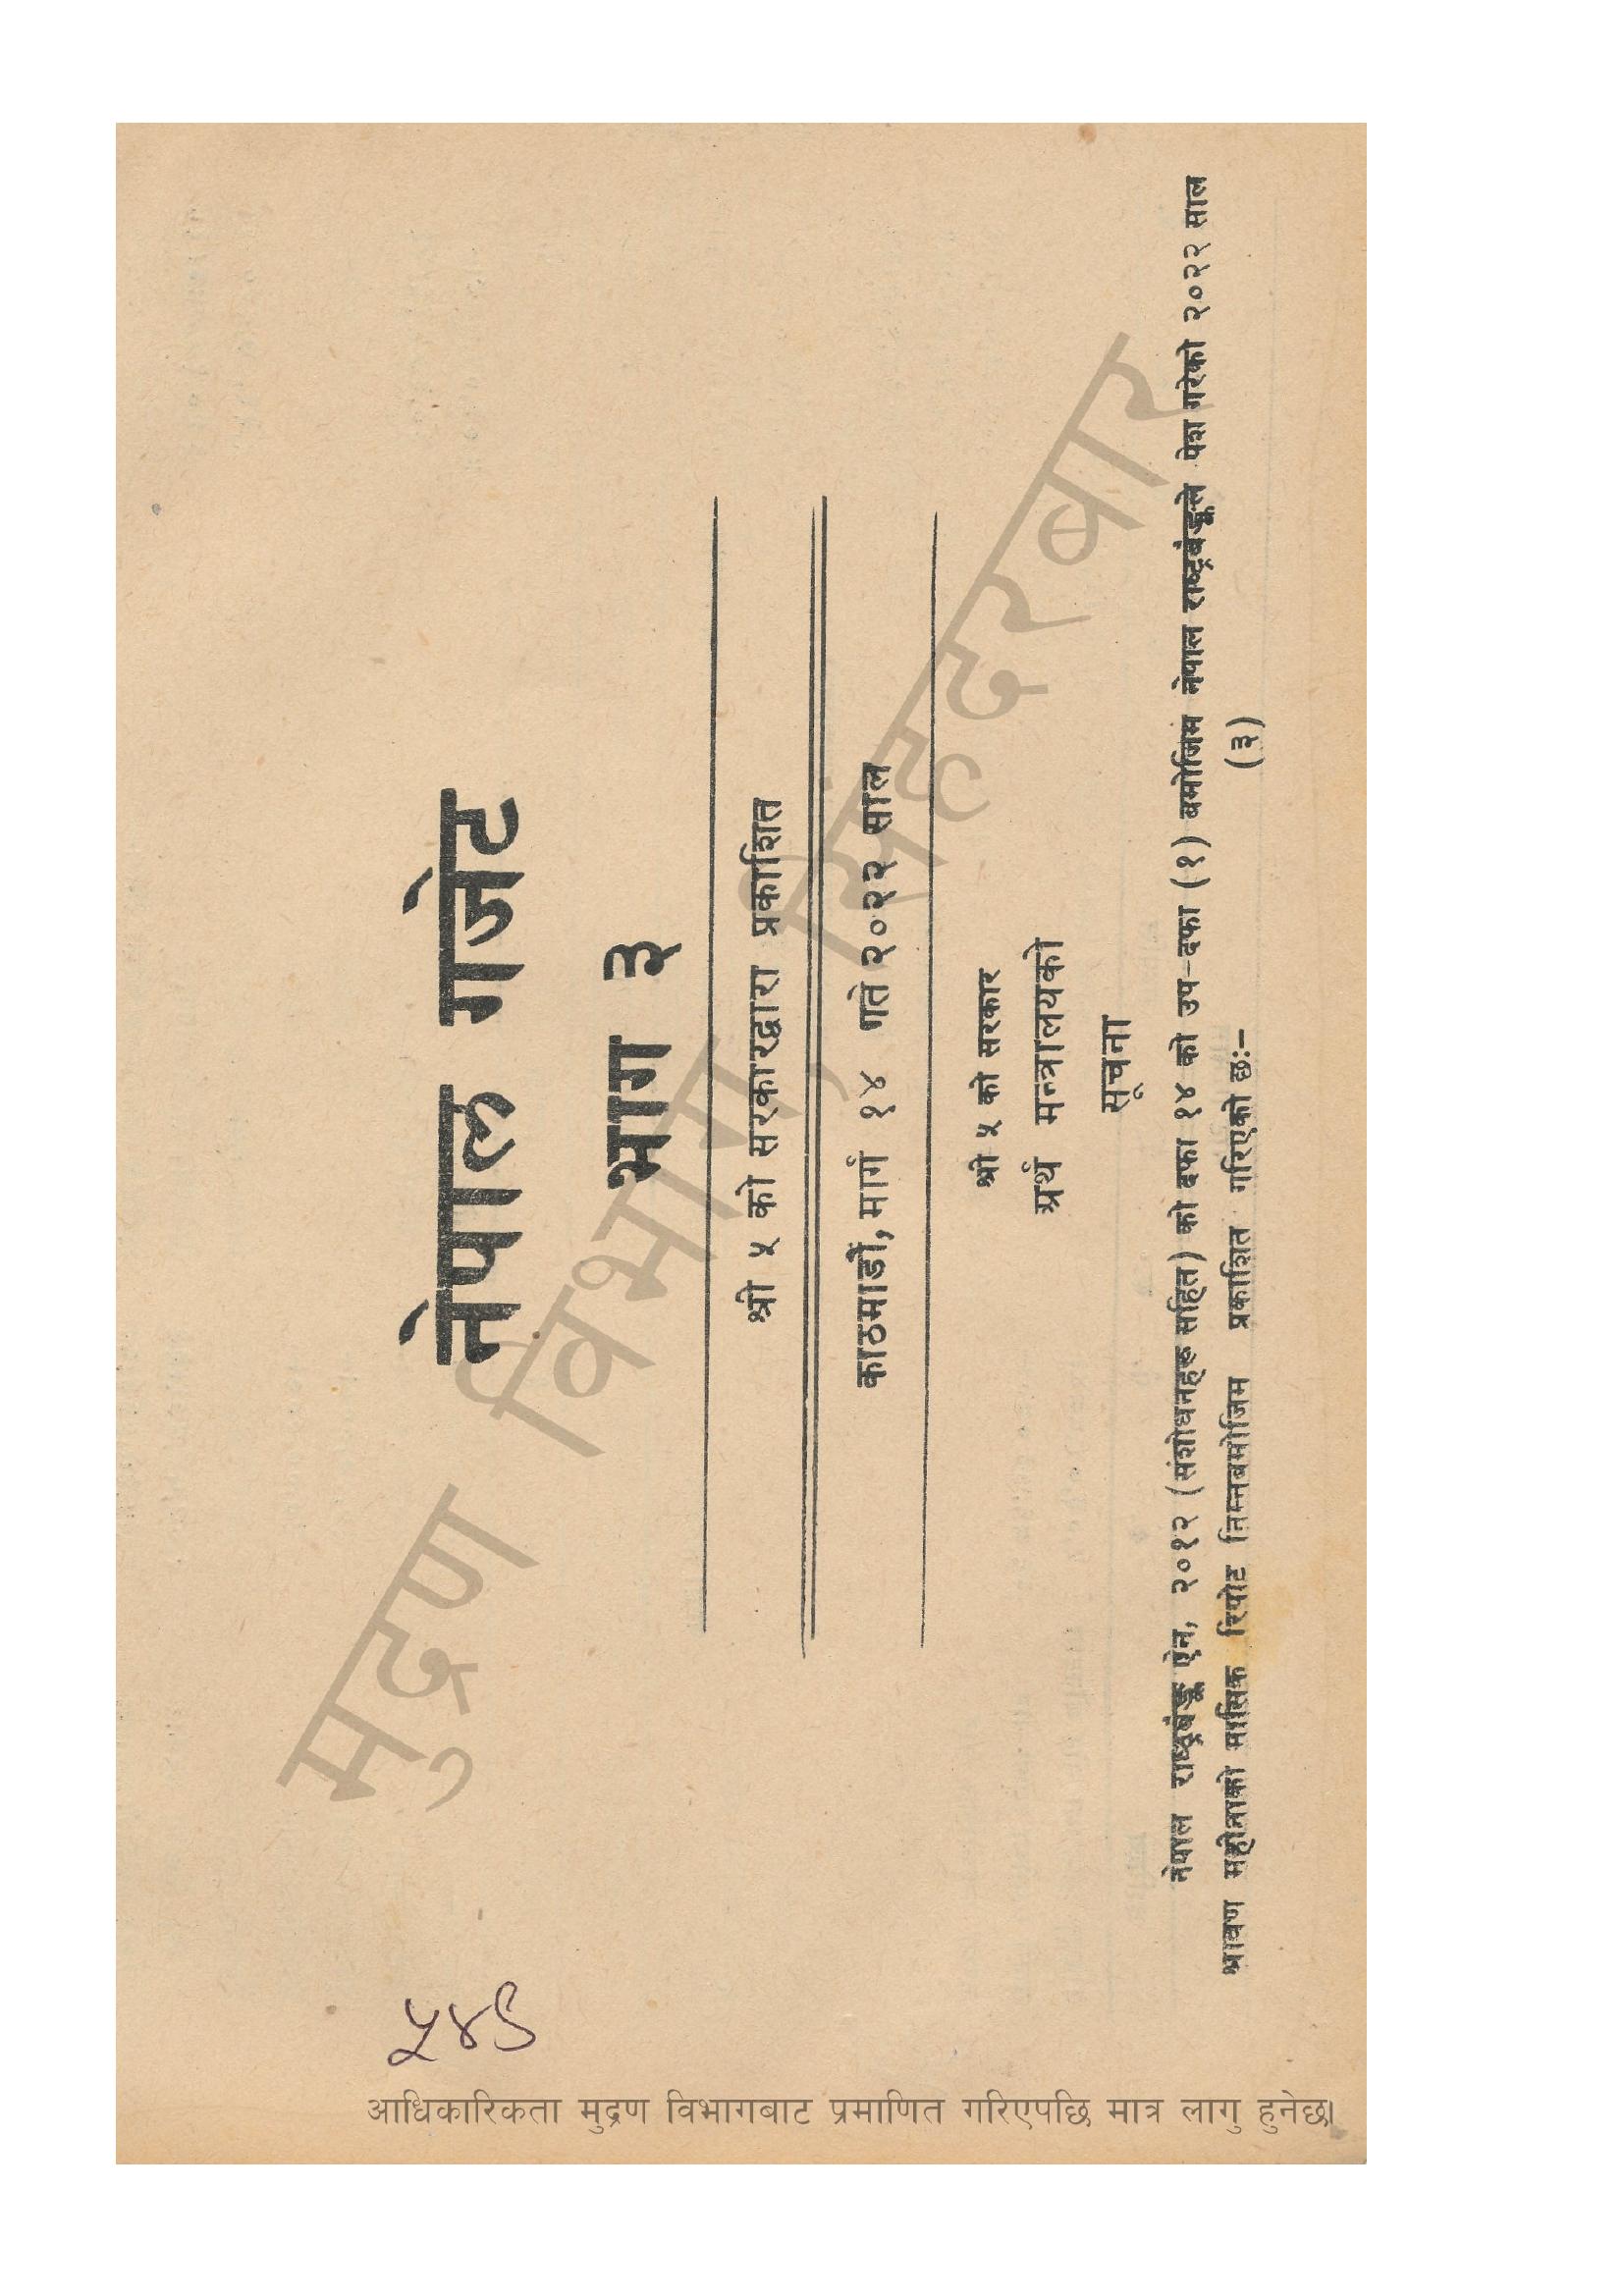 नेपाल गजेट
भाग ३
श्री ५ को सरकारद्वारा प्रकाशित
काठमाडौं, मार्ग १४ गते २०२२ साल
श्री ५ को सरकार
अर्थ मन्त्रालयको
सूचना
नेपाल राष्ट्रबैङ्क ऐन, २०१२ (संशोधनहरु सहित) को दफा १४ को उप-दफा (१) बमोजिम नेपाल राष्ट्रबैङ्कले पेश गरेको २०२२ साल
श्रावण महीनाको मासिक रिपोट निम्नबमोजिम प्रकाशित गरिएको छः–
(३)
५४९
मुद्रण विभाग, सिंहदरबार
आधिकारिकता मुद्रण विभागबाट प्रमाणित गरिएपछि मात्र लागु हुनेछ।